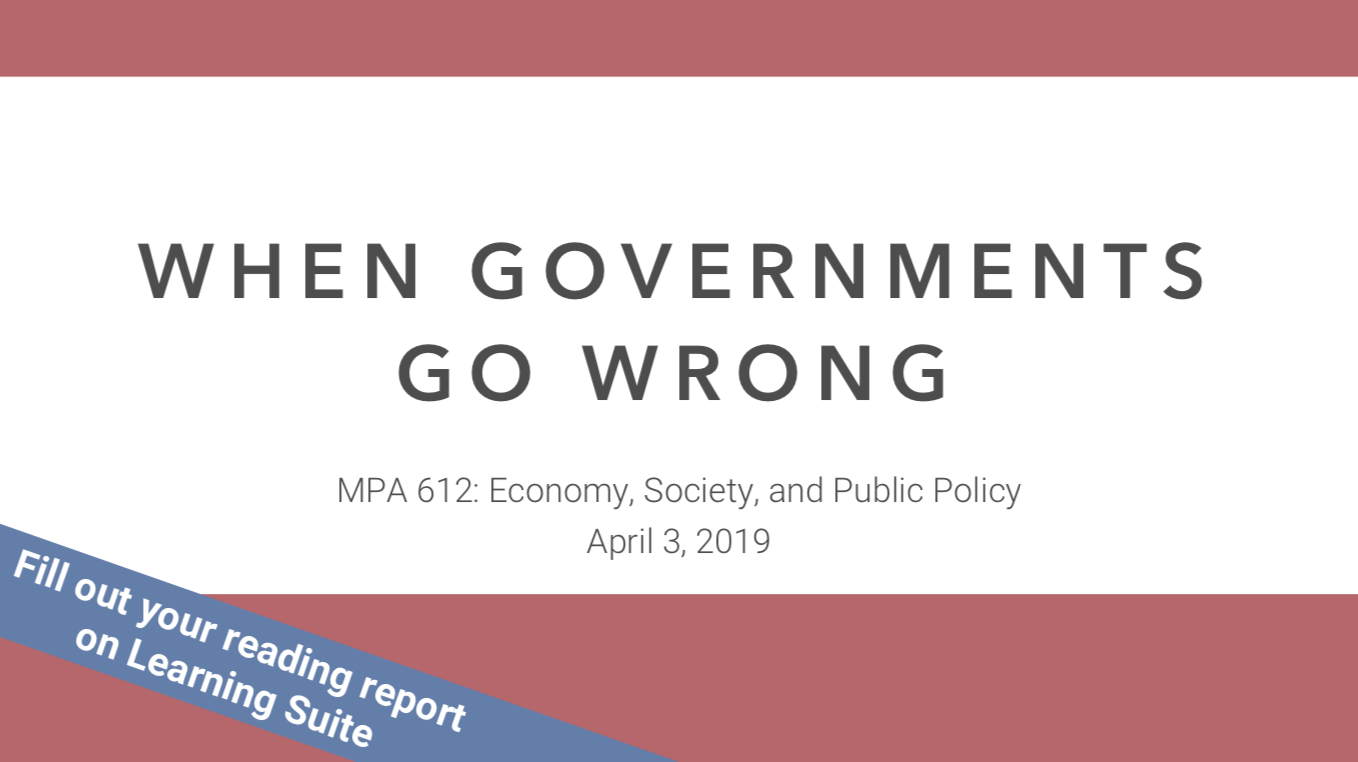 WHEN GOVERNMENTS
GO WRONG
MPA 612: Economy, Society, and Public Policy
April 3, 2019
Fill out your reading report
on Learning Suite